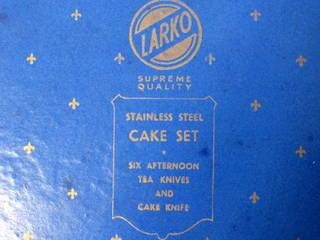 LARKO
SUPREME
QUALITY
STAINLESS STEEL
CAKE SET
SIX AFTERNOON
TEA KNIVES
AND
CAKE KNIFE